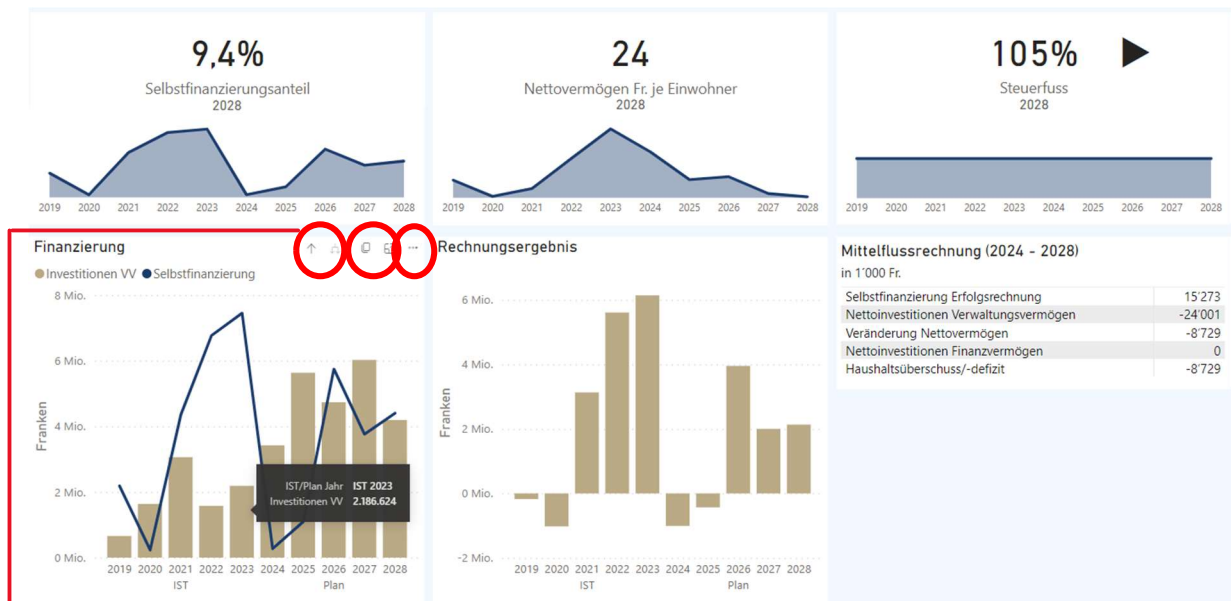 9,4%
Selbstfinanzierungsanteil
2028
2019 2020 2021 2022 2023 2024 2025 2026 2027 2028
24
Nettovermögen Fr. je Einwohner
2028
2019 2020 2021 2022 2023 2024 2025 2026 2027 2028
105%
Steuerfuss
2028
2019 2020 2021 2022 2023 2024 2025 2026 2027 2028
Finanzierung
Investitionen VV Selbstfinanzierung
8 Mio.
6 Mio.
4 Mio.
2 Mio.
0 Mio.
Franken
IST/Plan Jahr IST 2023
Investitionen VV 2.186.624
2019 2020 2021 2022 2023 2024 2025 2026 2027 2028
IST Plan
Rechnungsergebnis
6 Mio.
4 Mio.
2 Mio.
0 Mio.
-2 Mio.
Franken
2019 2020 2021 2022 2023 2024 2025 2026 2027 2028
IST Plan
Mittelflussrechnung (2024 - 2028)
in 1'000 Fr.
Selbstfinanzierung Erfolgsrechnung 15'273
Nettoinvestitionen Verwaltungsvermögen -24'001
Veränderung Nettovermögen -8'729
Nettoinvestitionen Finanzvermögen 0
Haushaltsüberschuss/-defizit -8'729